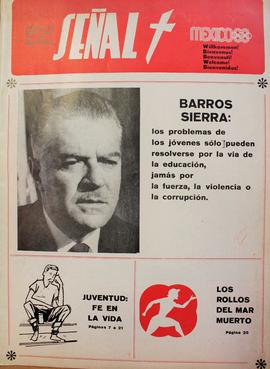 SEÑAL
MEXICO68
Willkommen!
Bienvenus!
Benvenuti!
Welcome!
Bienvenidos!
BARROS
SIERRA:
los problemas de
los jóvenes sólo pueden
resolverse por la via de
la educación,
jamás por
la fuerza, la violencia o
la corrupción.
JUVENTUD:
FE EN
LA VIDA
Páginas 7 a 21
LOS
ROLLOS
DEL MAR
MUERTO
Página 20